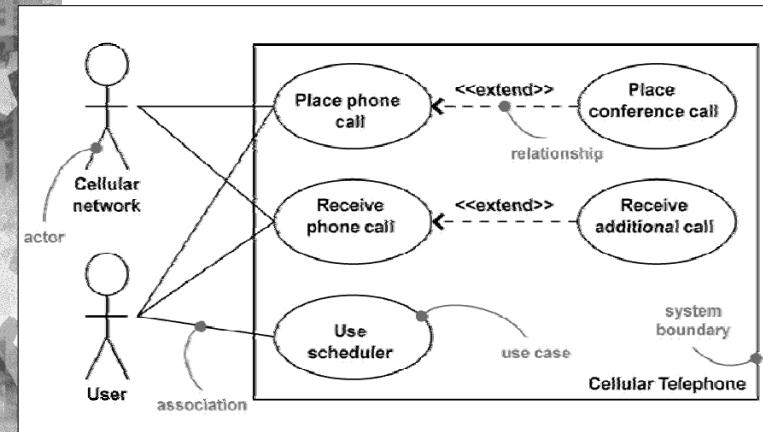 Place phone
call
<<extend>>
Place
conference call
relationship
Cellular
network
actor
Receive
phone call
<<extend>>
Receive
additional call
Use
scheduler
use case
system
boundary
User
association
Cellular Telephone